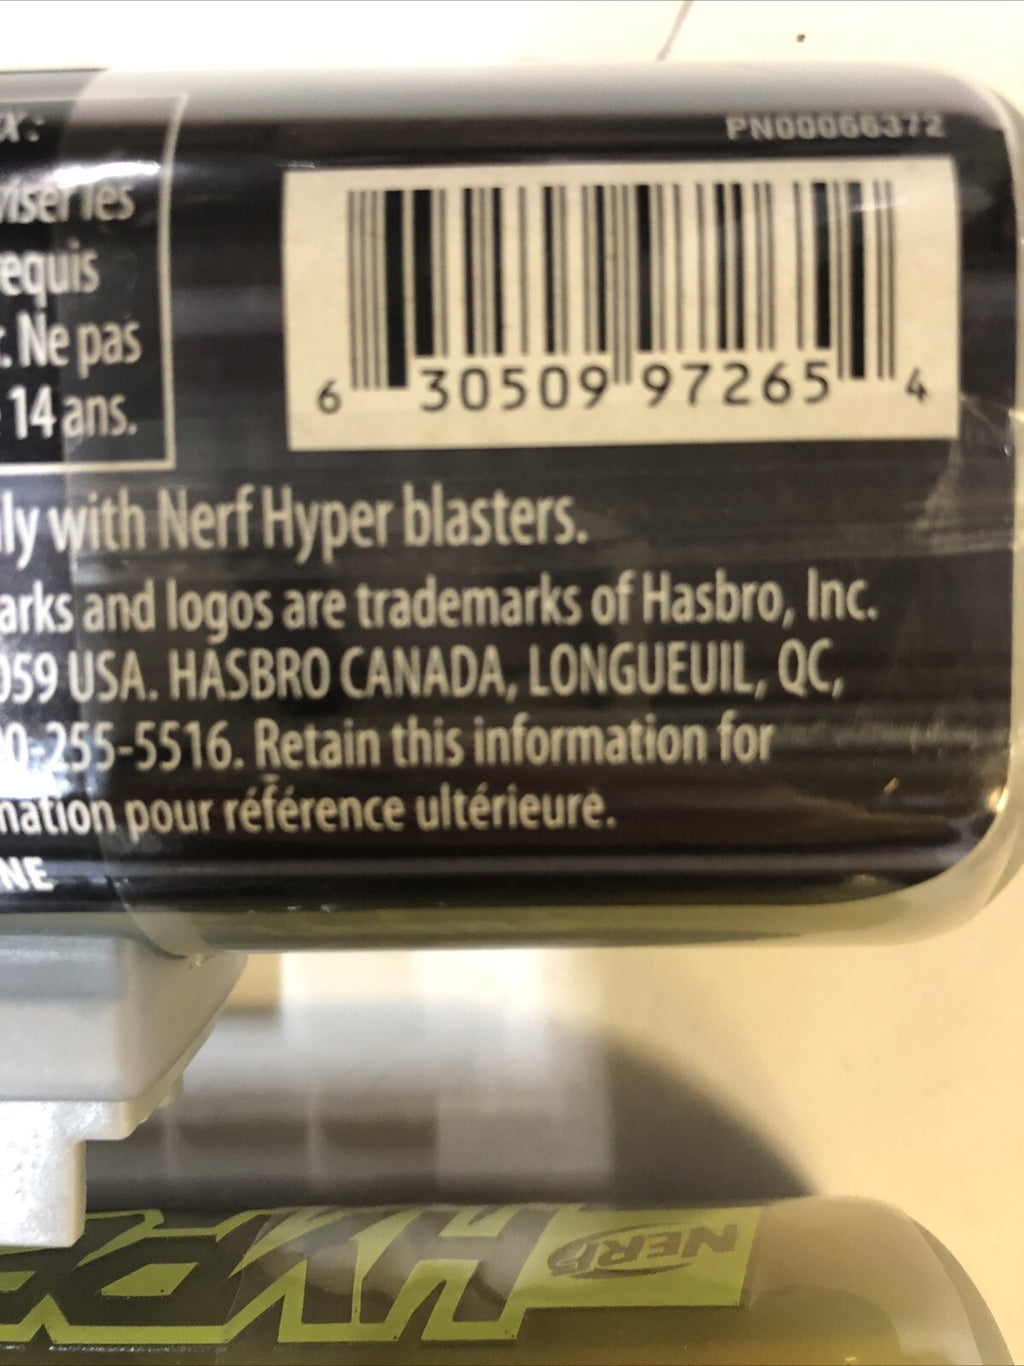 x:
PN00066372
viser les
equis
. Ne pas
14 ans.
6 30509 97265 4
ly with Nerf Hyper blasters.
arks and logos are trademarks of Hasbro, Inc.
059 USA. HASBRO CANADA, LONGUEUIL, QC,
0-255-5516. Retain this information for
mation pour référence ultérieure.
NE
NERF
HYPE